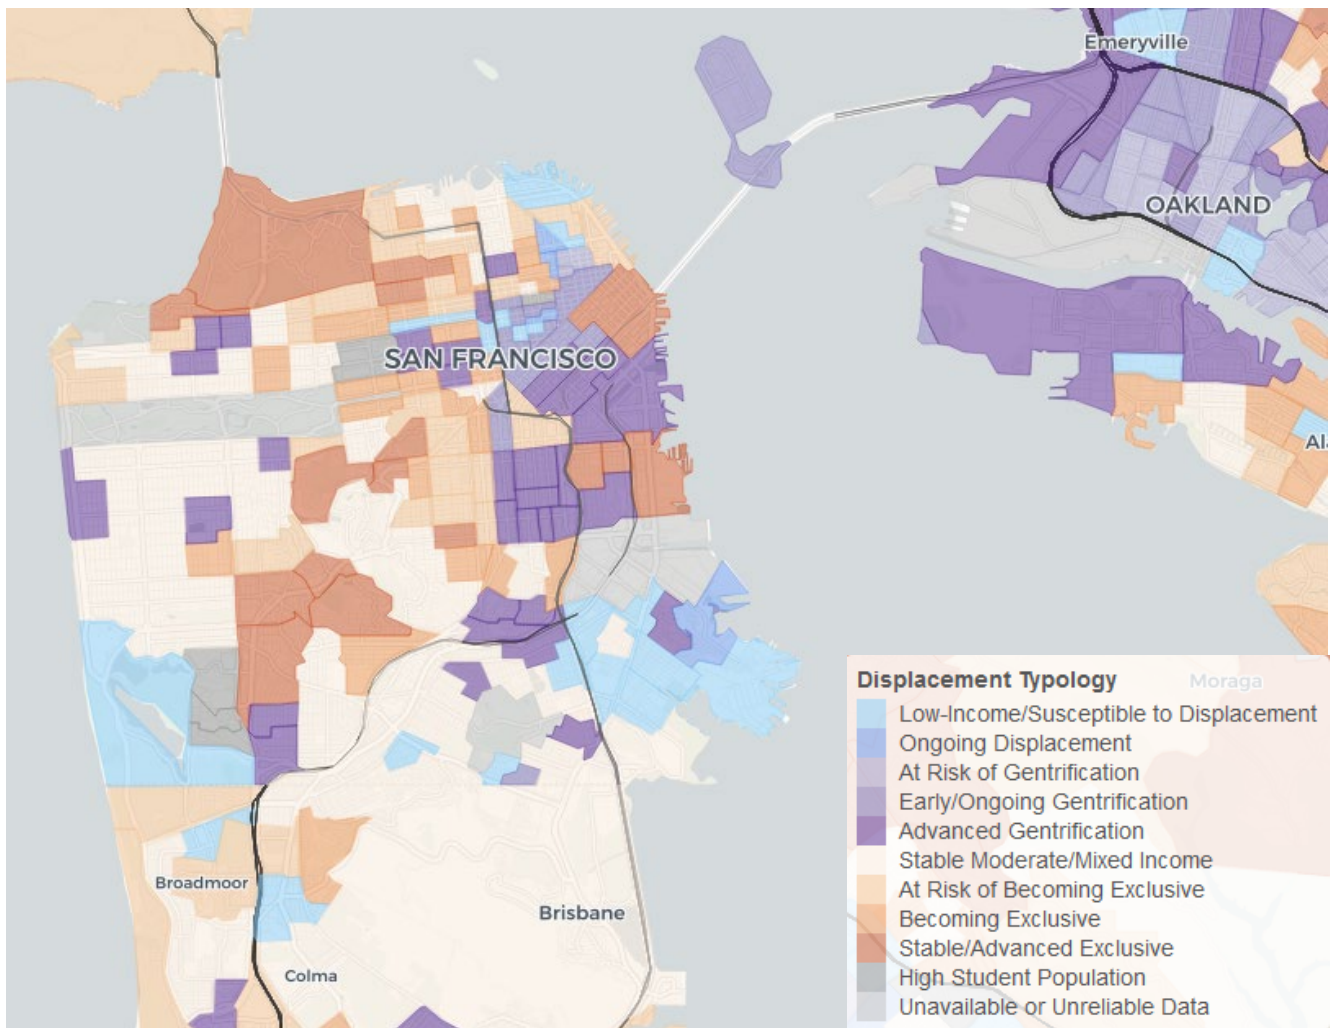 Emeryville
OAKLAND
SAN FRANCISCO
Ala
Displacement Typology
Moraga
Low-Income/Susceptible to Displacement
Ongoing Displacement
At Risk of Gentrification
Early/Ongoing Gentrification
Advanced Gentrification
Stable Moderate/Mixed Income
At Risk of Becoming Exclusive
Becoming Exclusive
Stable/Advanced Exclusive
High Student Population
Unavailable or Unreliable Data
Broadmoor
Brisbane
Colma